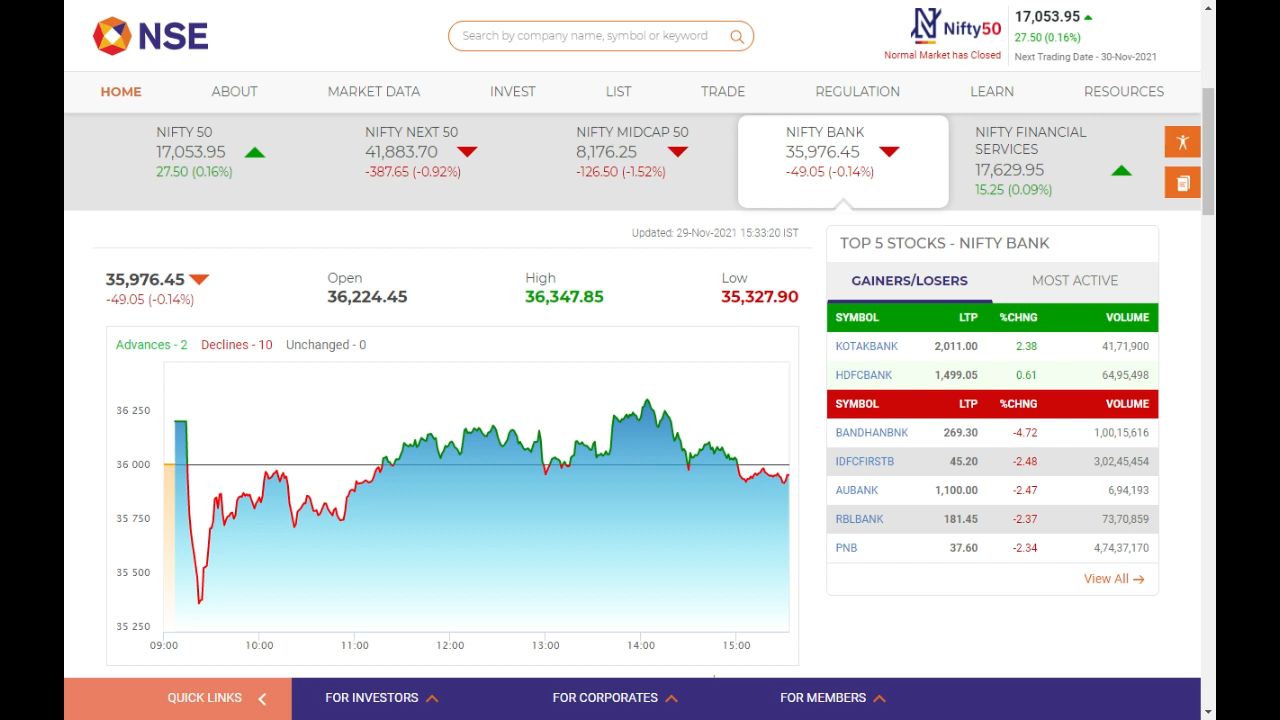 NSE
Search by company name, symbol or keyword
Nifty50
Normal Market has Closed
17,053.95
27.50 (0.16%)
Next Trading Date - 30-Nov-2021
HOME ABOUT MARKET DATA INVEST LIST TRADE REGULATION LEARN RESOURCES
NIFTY 50
17,053.95
27.50 (0.16%)
NIFTY NEXT 50
41,883.70
-387.65 (-0.92%)
NIFTY MIDCAP 50
8,176.25
-126.50 (-1.52%)
NIFTY BANK
35,976.45
-49.05 (-0.14%)
NIFTY FINANCIAL
SERVICES
17,629.95
15.25 (0.09%)
Updated: 29-Nov-2021 15:33:20 IST
35,976.45
-49.05 (-0.14%)
Open
36,224.45
High
36,347.85
Low
35,327.90
Advances - 2 Declines - 10 Unchanged - 0
36 250
36 000
35 750
35 500
35 250
09:00 10:00 11:00 12:00 13:00 14:00 15:00
TOP 5 STOCKS - NIFTY BANK
GAINERS/LOSERS MOST ACTIVE
SYMBOL LTP %CHNG VOLUME
KOTAKBANK 2,011.00 2.38 41,71,900
HDFCBANK 1,499.05 0.61 64,95,498
SYMBOL LTP %CHNG VOLUME
BANDHANBNK 269.30 -4.72 1,00,15,616
IDFCFIRSTB 45.20 -2.48 3,02,45,454
AUBANK 1,100.00 -2.47 6,94,193
RBLBANK 181.45 -2.37 73,70,859
PNB 37.60 -2.34 4,74,37,170
View All
QUICK LINKS FOR INVESTORS FOR CORPORATES FOR MEMBERS